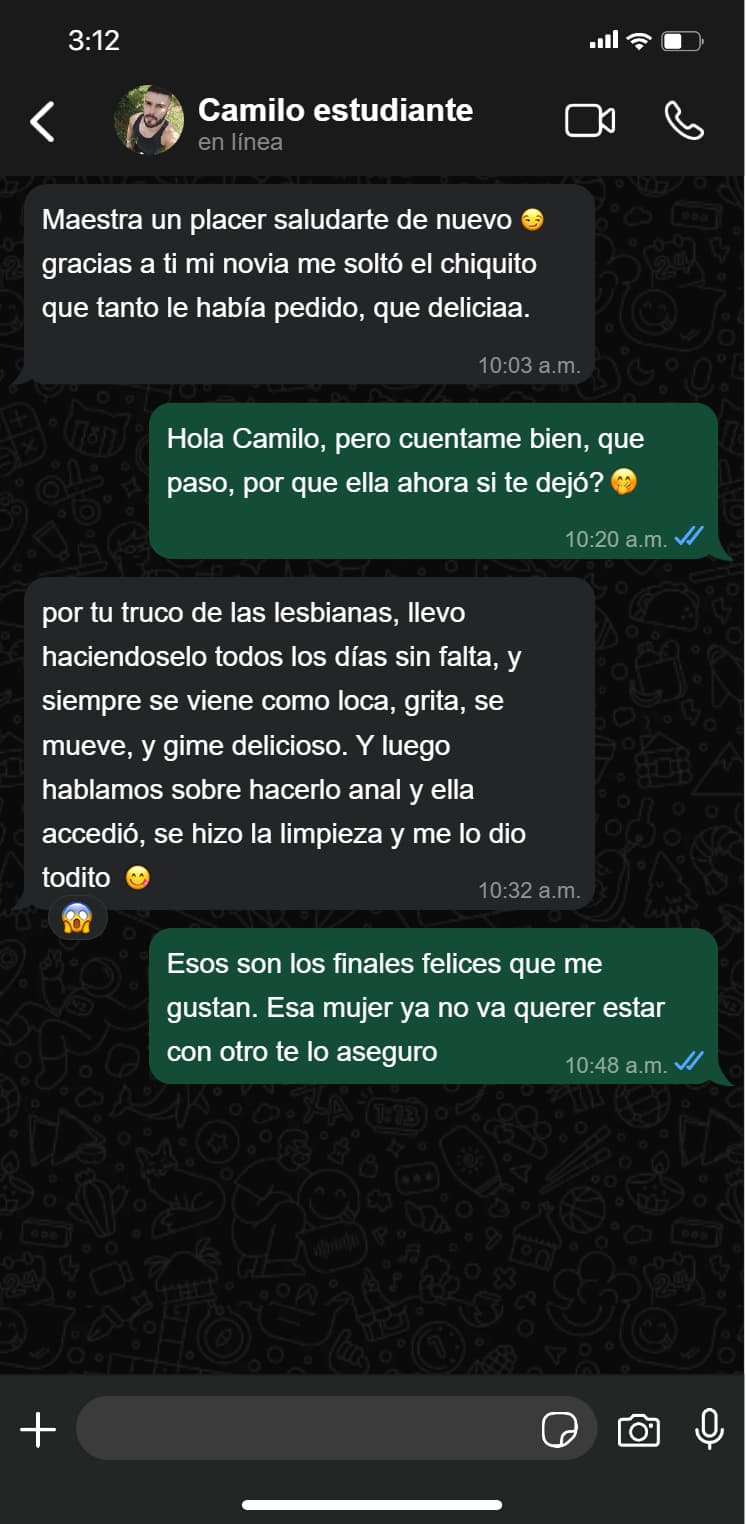 3:12
Camilo estudiante
en línea
Maestra un placer saludarte de nuevo 😏
gracias a ti mi novia me soltó el chiquito
que tanto le había pedido, que deliciaa.
10:03 a.m.
Hola Camilo, pero cuentame bien, que
paso, por que ella ahora si te dejó? 🤭
10:20 a.m.
por tu truco de las lesbianas, llevo
haciendoselo todos los días sin falta, y
siempre se viene como loca, grita, se
mueve, y gime delicioso. Y luego
hablamos sobre hacerlo anal y ella
accedió, se hizo la limpieza y me lo dio
todito 😋
10:32 a.m.
😱
Esos son los finales felices que me
gustan. Esa mujer ya no va querer estar
con otro te lo aseguro
10:48 a.m.